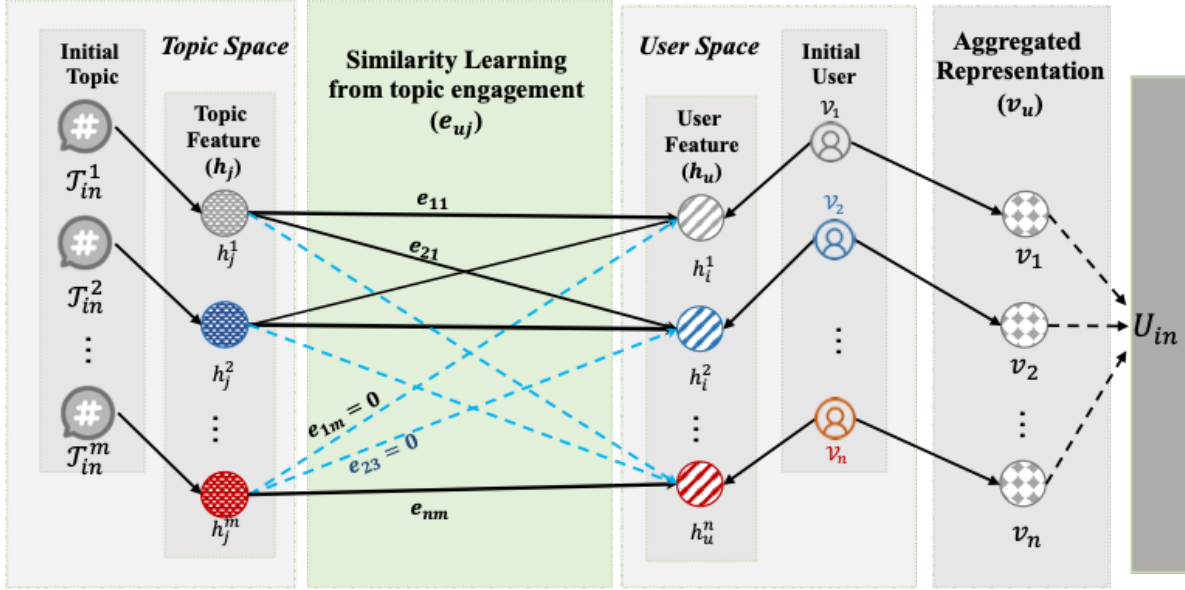 Initial
Topic
𝒯_in^1
𝒯_in^2
⋮
𝒯_in^m
Topic Space
Topic
Feature
(h_j)
h_j^1
h_j^2
⋮
h_j^m
Similarity Learning
from topic engagement
(e_uj)
e_11
e_21
e_1m = 0
e_23 = 0
e_nm
User Space
User
Feature
(h_u)
h_i^1
h_i^2
⋮
h_u^n
Initial
User
𝒱_1
𝒱_2
⋮
𝒱_n
Aggregated
Representation
(v_u)
v_1
v_2
⋮
v_n
U_in
#
#
#